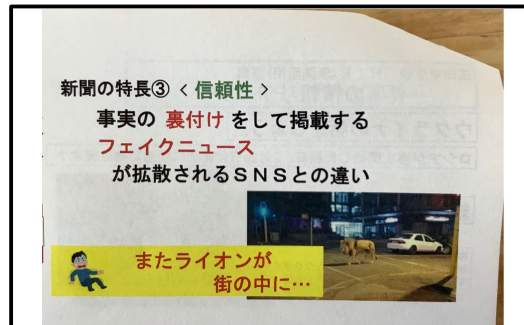 新聞の特長③ < 信頼性 >
事実の 裏付け をして掲載する
フェイクニュース
が拡散されるSNSとの違い
またライオンが
街の中に…